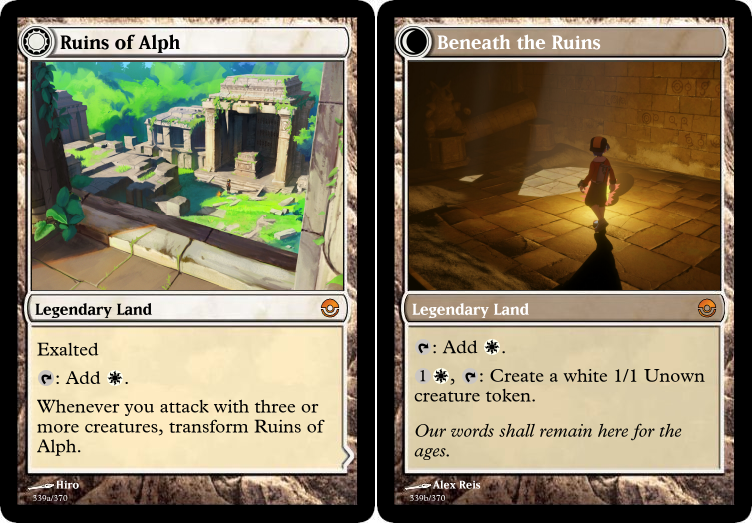 Ruins of Alph
Legendary Land
Exalted
: Add .
Whenever you attack with three or
more creatures, transform Ruins of
Alph.
Hiro
339a/370
Beneath the Ruins
Legendary Land
: Add .
1 , : Create a white 1/1 Unown
creature token.
Our words shall remain here for the
ages.
Alex Reis
339b/370